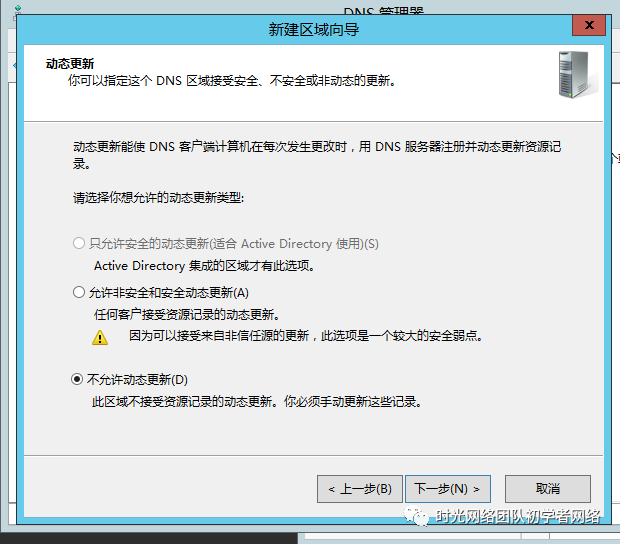 DNS 管理器
新建区域向导
x
动态更新
你可以指定这个 DNS 区域接受安全、不安全或非动态的更新。
动态更新能使 DNS 客户端计算机在每次发生更改时，用 DNS 服务器注册并动态更新资源记
录。
请选择你想允许的动态更新类型:
只允许安全的动态更新(适合 Active Directory 使用)(S)
Active Directory 集成的区域才有此选项。
允许非安全和安全动态更新(A)
任何客户接受资源记录的动态更新。
因为可以接受来自非信任源的更新，此选项是一个较大的安全弱点。
不允许动态更新(D)
此区域不接受资源记录的动态更新。你必须手动更新这些记录。
< 上一步(B) 下一步(N) > 取消
时光网络团队初学者网络